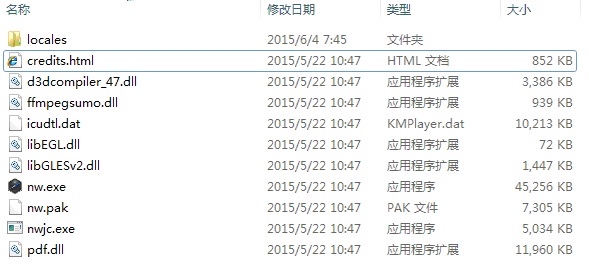 名称 修改日期 类型 大小
locales 2015/6/4 7:45 文件夹
credits.html 2015/5/22 10:47 HTML 文档 852 KB
d3dcompiler_47.dll 2015/5/22 10:47 应用程序扩展 3,386 KB
ffmpegsumo.dll 2015/5/22 10:47 应用程序扩展 939 KB
icudtl.dat 2015/5/22 10:47 KMPlayer.dat 10,213 KB
libEGL.dll 2015/5/22 10:47 应用程序扩展 72 KB
libGLESv2.dll 2015/5/22 10:47 应用程序扩展 1,447 KB
nw.exe 2015/5/22 10:47 应用程序 45,256 KB
nw.pak 2015/5/22 10:47 PAK 文件 7,305 KB
nwjc.exe 2015/5/22 10:47 应用程序 5,034 KB
pdf.dll 2015/5/22 10:47 应用程序扩展 11,960 KB